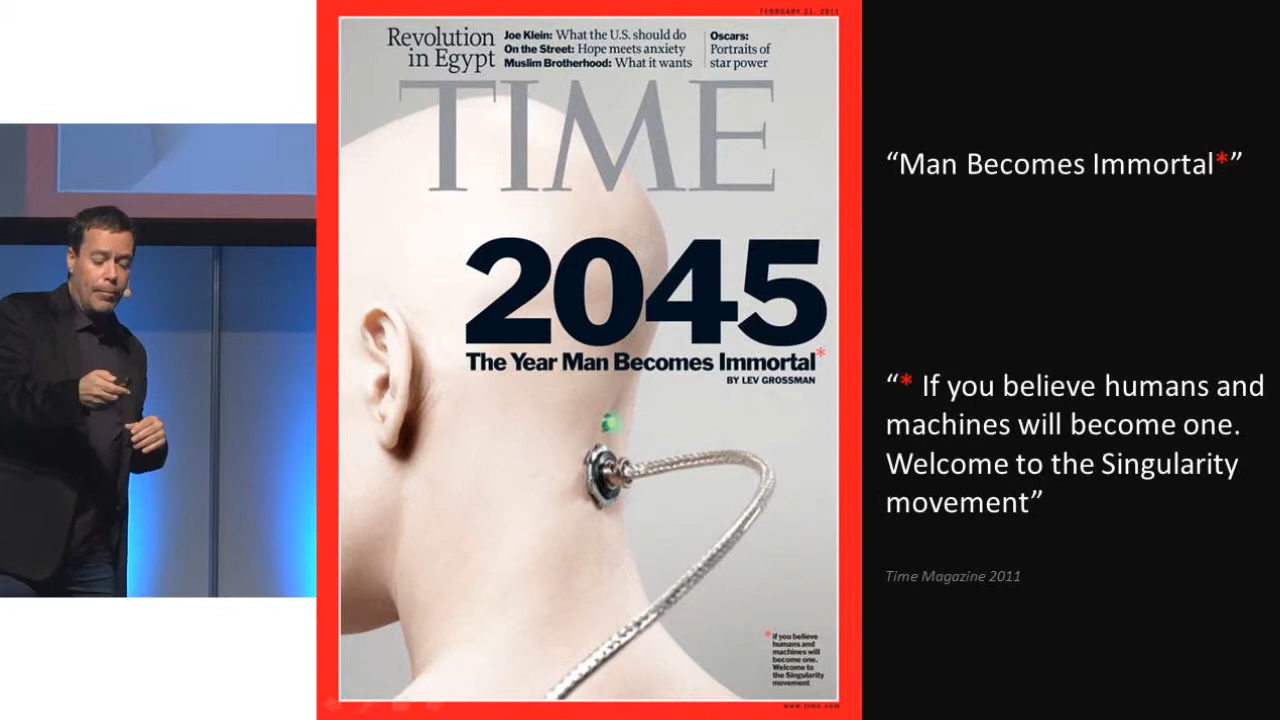 FEBRUARY 21, 2011
Revolution
in Egypt
Joe Klein: What the U.S. should do
On the Street: Hope meets anxiety
Muslim Brotherhood: What it wants
Oscars:
Portraits of
star power
TIME
2045
The Year Man Becomes Immortal*
BY LEV GROSSMAN
* If you believe
humans and
machines will
become one.
Welcome to
the Singularity
movement
www.time.com
“Man Becomes Immortal*”
“* If you believe humans and
machines will become one.
Welcome to the Singularity
movement”
Time Magazine 2011